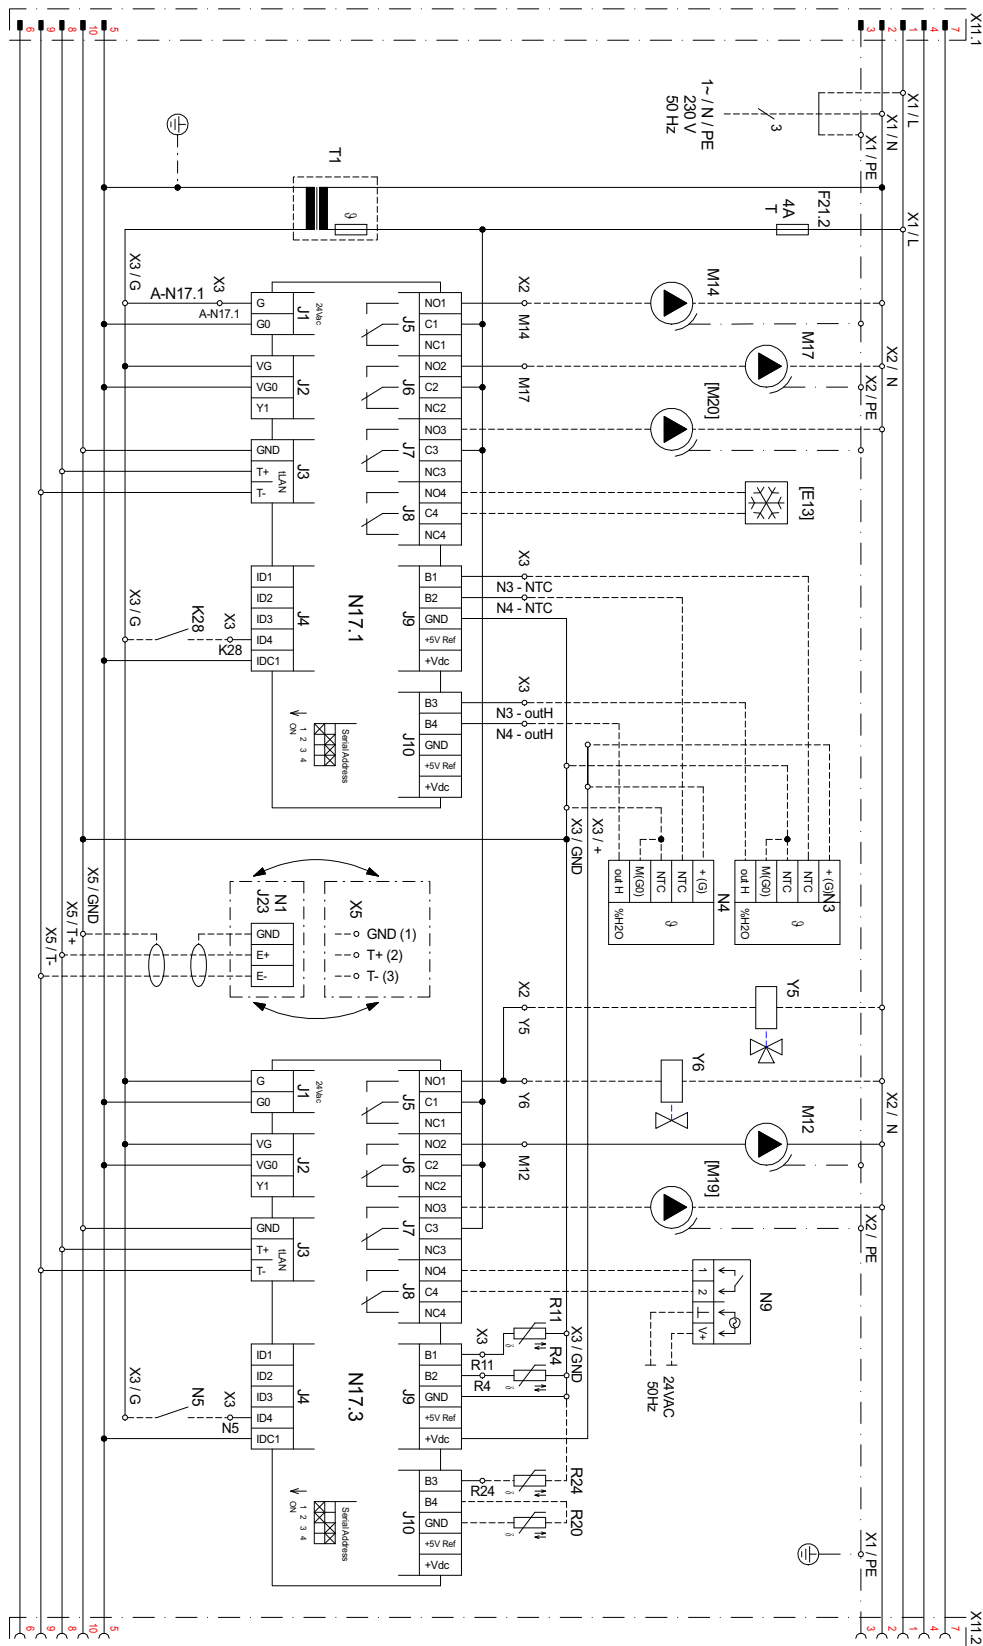 X11.1
6
9
8
10
5
3
2
1
4
7
X1 / L
X1 / N
X1 / PE
1~ / N / PE
230 V
50 Hz
3
T1
ϑ
F21.2
4A
T
X1 / L
X3 / G
A-N17.1
X3
A-N17.1
G
G0
J1
24Vac
VG
VG0
Y1
J2
GND
T+
T-
J3
tLAN
ID1
ID2
ID3
ID4
IDC1
J4
N17.1
X3 / G
K28
X3
K28
NO1
C1
NC1
J5
NO2
C2
NC2
J6
NO3
C3
NC3
J7
NO4
C4
NC4
J8
B1
B2
GND
+5V Ref
+Vdc
J9
B3
B4
GND
+5V Ref
+Vdc
J10
Serial Address
1 2 3 4
ON
X2
M14
M17
M14
M17
[M20]
[E13]
X2 / N
X2 / PE
X3
N3 - NTC
N4 - NTC
X3
N3 - outH
N4 - outH
X3 / +
X3 / GND
N4
+ (G)
NTC
NTC
M(G0)
out H
ϑ
%H2O
N3
+ (G)
NTC
NTC
M(G0)
out H
ϑ
%H2O
X5 / GND
X5 / T+
X5 / T-
N1
J23
GND
E+
E-
X5
GND (1)
T+ (2)
T- (3)
X2
Y5
Y6
Y5
Y6
X2 / N
M12
M12
[M19]
X2 / PE
G
G0
J1
24Vac
VG
VG0
Y1
J2
GND
T+
T-
J3
tLAN
ID1
ID2
ID3
ID4
IDC1
J4
N17.3
X3 / G
N5
X3
N5
NO1
C1
NC1
J5
NO2
C2
NC2
J6
NO3
C3
NC3
J7
NO4
C4
NC4
J8
B1
B2
GND
+5V Ref
+Vdc
J9
B3
B4
GND
+5V Ref
+Vdc
J10
Serial Address
1 2 3 4
ON
N9
1
2
V+
24VAC
50Hz
X3
R11
R4
R11
R4
X3 / GND
R24
R24
R20
X1 / PE
X11.2
6
9
8
10
5
3
2
1
4
7